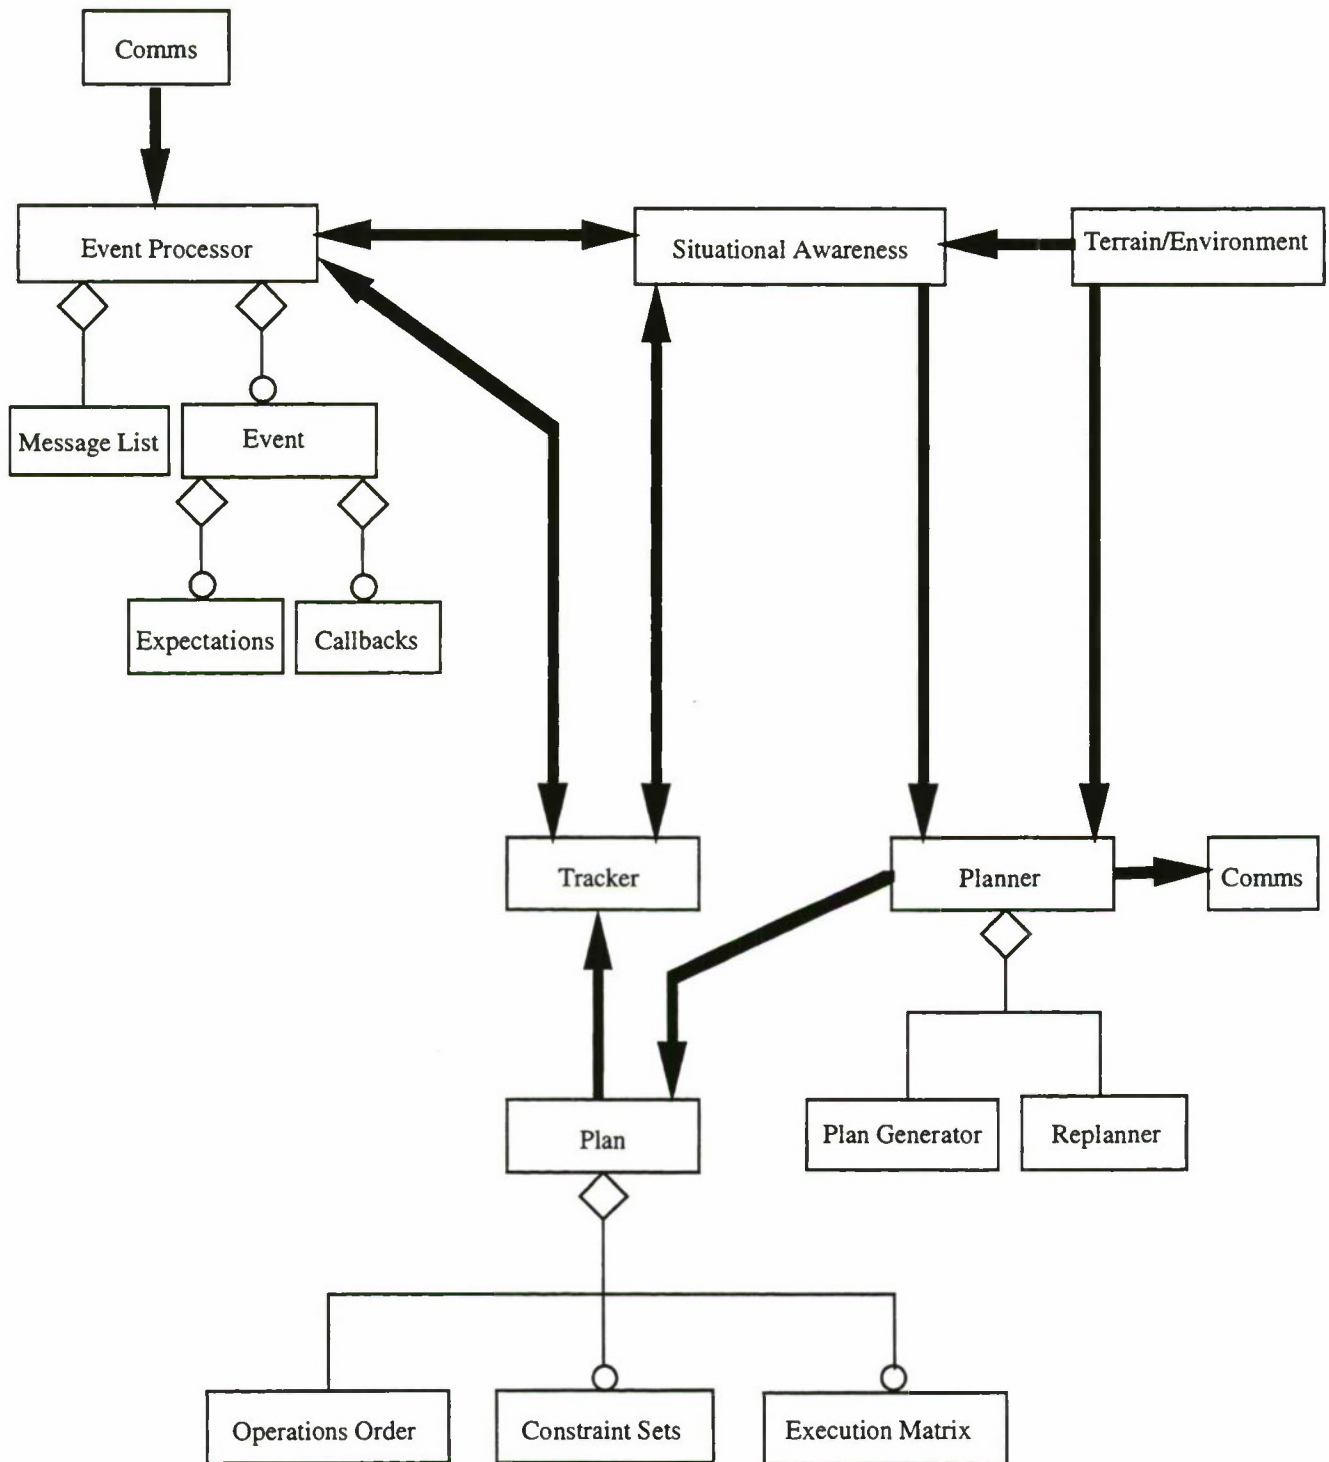 Comms
Event Processor
Situational Awareness
Terrain/Environment
Message List
Event
Expectations
Callbacks
Tracker
Planner
Comms
Plan
Plan Generator
Replanner
Operations Order
Constraint Sets
Execution Matrix